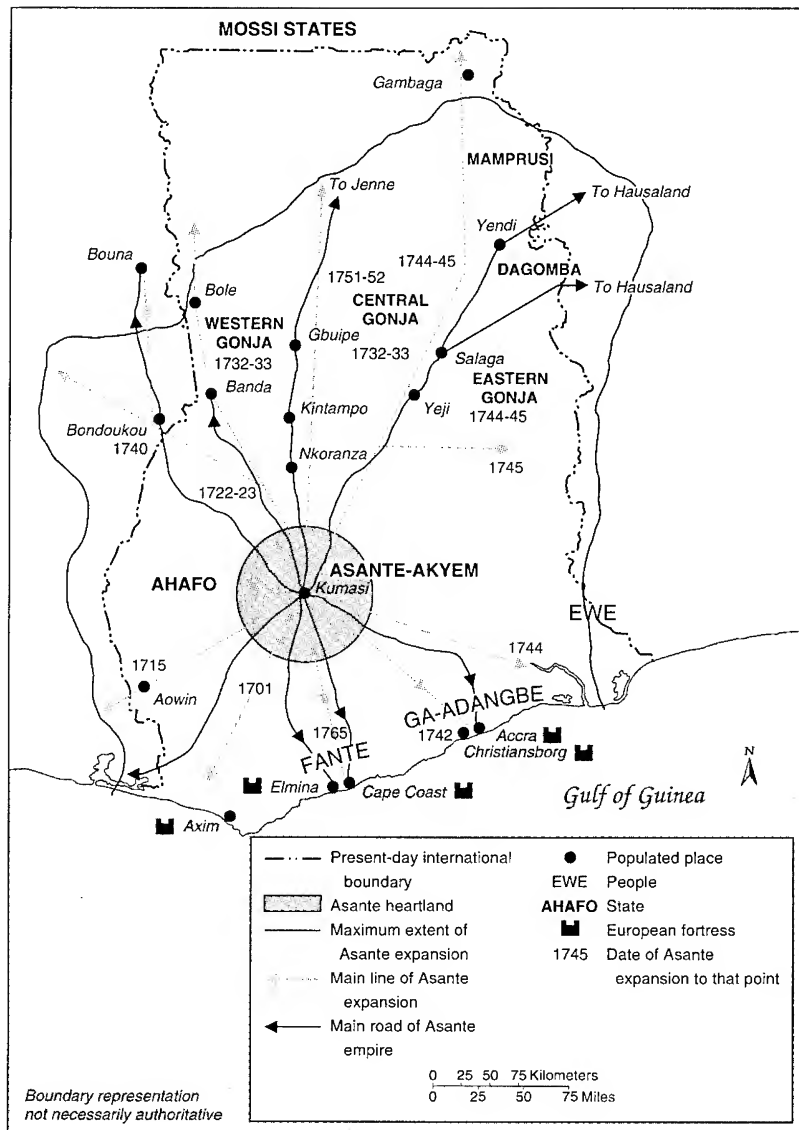 MOSSI STATES
Gambaga
MAMPRUSI
To Jenne
To Hausaland
Yendi
Bouna
1744-45
DAGOMBA
1751-52
To Hausaland
Bole
CENTRAL
GONJA
WESTERN
GONJA
Gbuipe
1732-33
1732-33
Salaga
Banda
EASTERN
GONJA
Yeji
1744-45
Kintampo
Bondoukou
1740
Nkoranza
1745
1722-23
AHAFO
ASANTE-AKYEM
Kumasi
EWE
1744
1715
Aowin
1701
GA-ADANGBE
1765
1742
Accra
FANTE
Christiansborg
N
Elmina
Cape Coast
Gulf of Guinea
Axim
Present-day international
boundary
Asante heartland
Maximum extent of
Asante expansion
Main line of Asante
expansion
Main road of Asante
empire
Populated place
EWE People
AHAFO State
European fortress
1745 Date of Asante
expansion to that point
0 25 50 75 Kilometers
0 25 50 75 Miles
Boundary representation
not necessarily authoritative